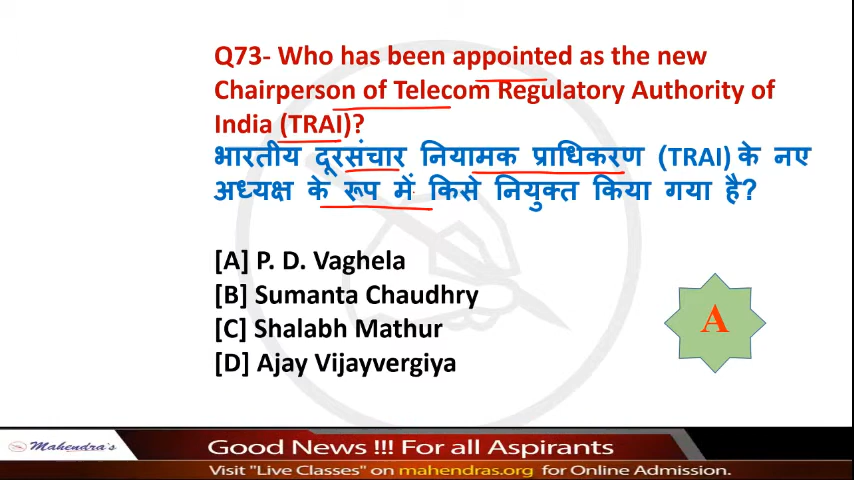 Q73- Who has been appointed as the new
Chairperson of Telecom Regulatory Authority of
India (TRAI)?
भारतीय दूरसंचार नियामक प्राधिकरण (TRAI) के नए
अध्यक्ष के रूप में किसे नियुक्त किया गया है?
[A] P. D. Vaghela
[B] Sumanta Chaudhry
[C] Shalabh Mathur
[D] Ajay Vijayvergiya
A
Mahendra's
Good News !!! For all Aspirants
Visit "Live Classes" on mahendras.org for Online Admission.